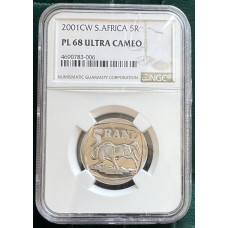 2001CW S.AFRICA 5R
PL 68 ULTRA CAMEO
4690783-006
NUMISMATIC GUARANTY CORPORATION
NGC
5 RAND